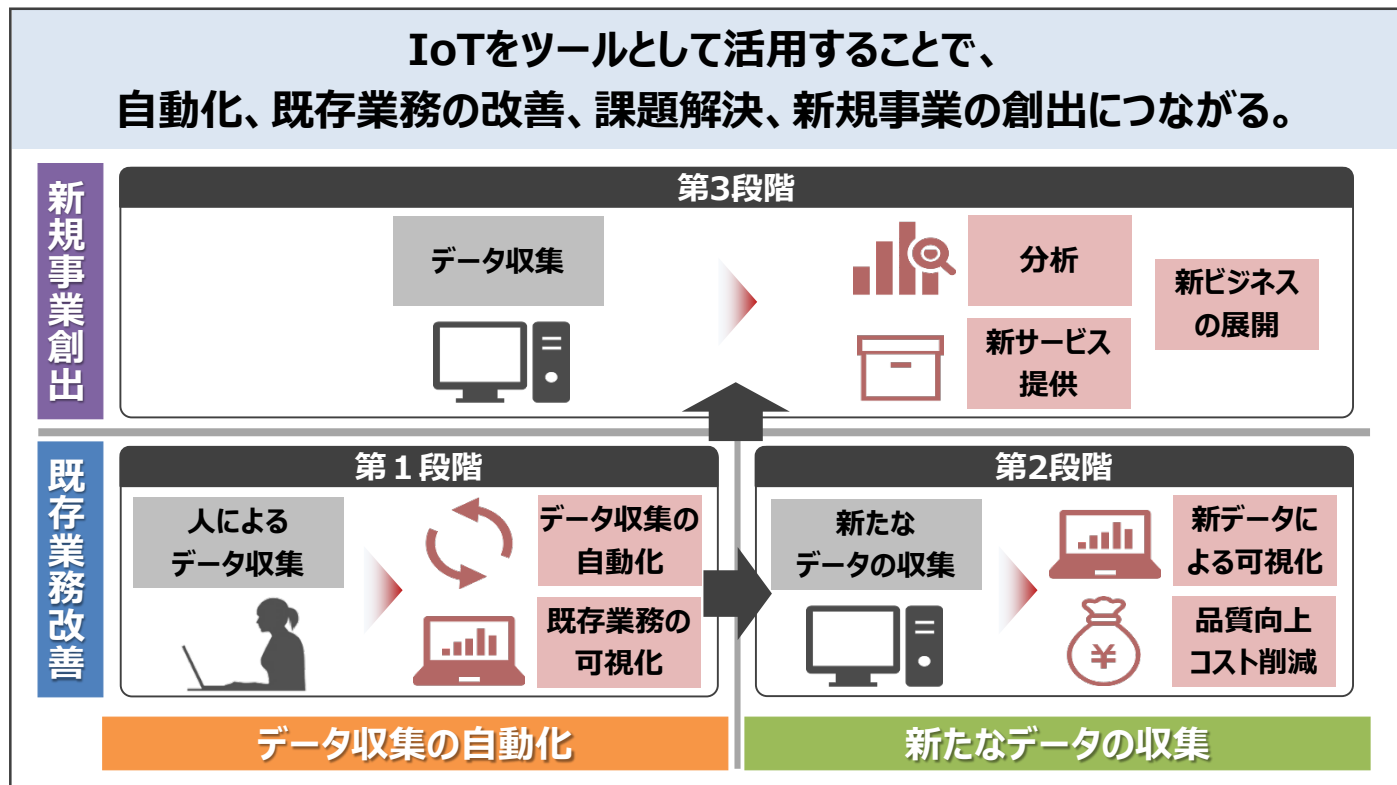 IoTをツールとして活用することで、
自動化、既存業務の改善、課題解決、新規事業の創出につながる。
新規事業創出
第3段階
データ収集
分析
新サービス
提供
新ビジネス
の展開
既存業務改善
第１段階
人による
データ収集
データ収集の
自動化
既存業務の
可視化
第2段階
新たな
データの収集
新データに
よる可視化
¥
品質向上
コスト削減
データ収集の自動化
新たなデータの収集